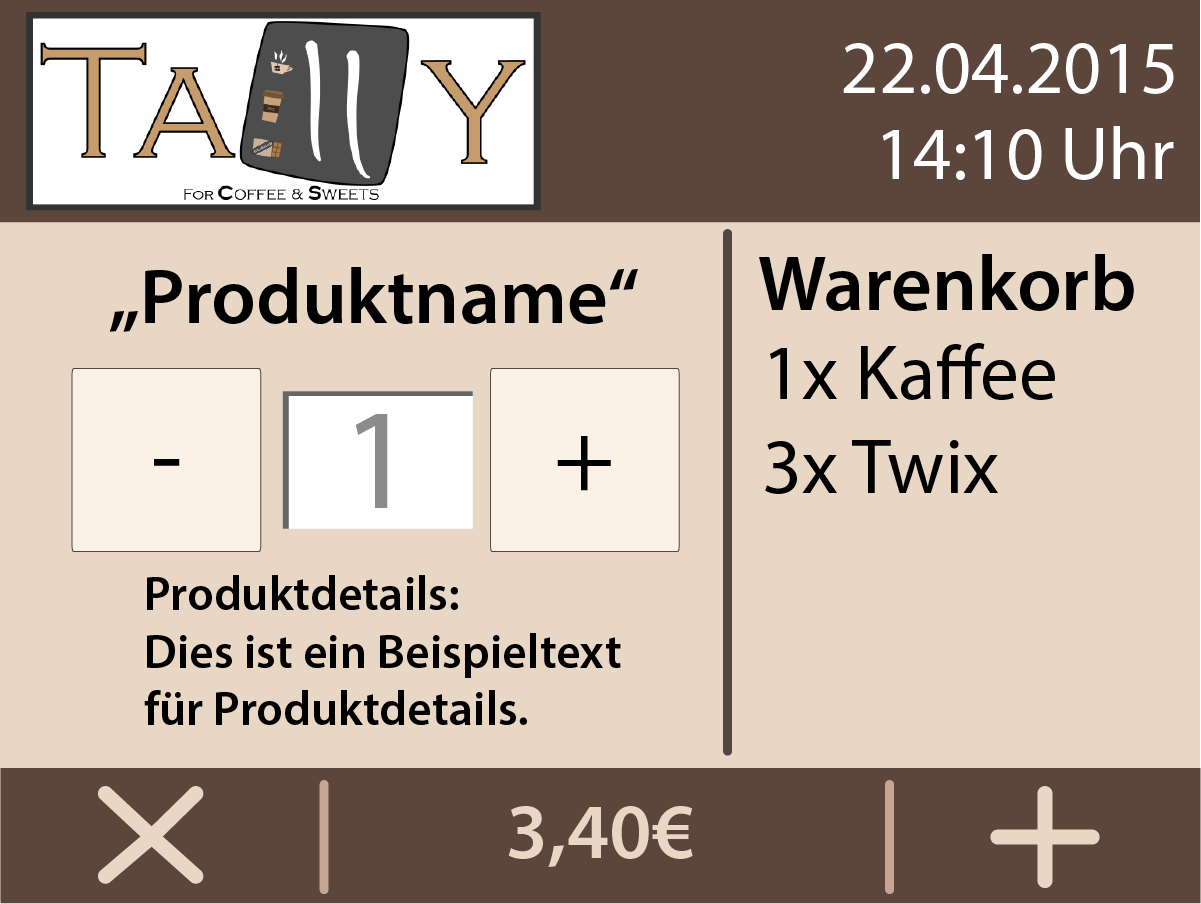 TALLY
FOR COFFEE & SWEETS
22.04.2015
14:10 Uhr
„Produktname“
- 1 +
Produktdetails:
Dies ist ein Beispieltext
für Produktdetails.
Warenkorb
1x Kaffee
3x Twix
3,40€